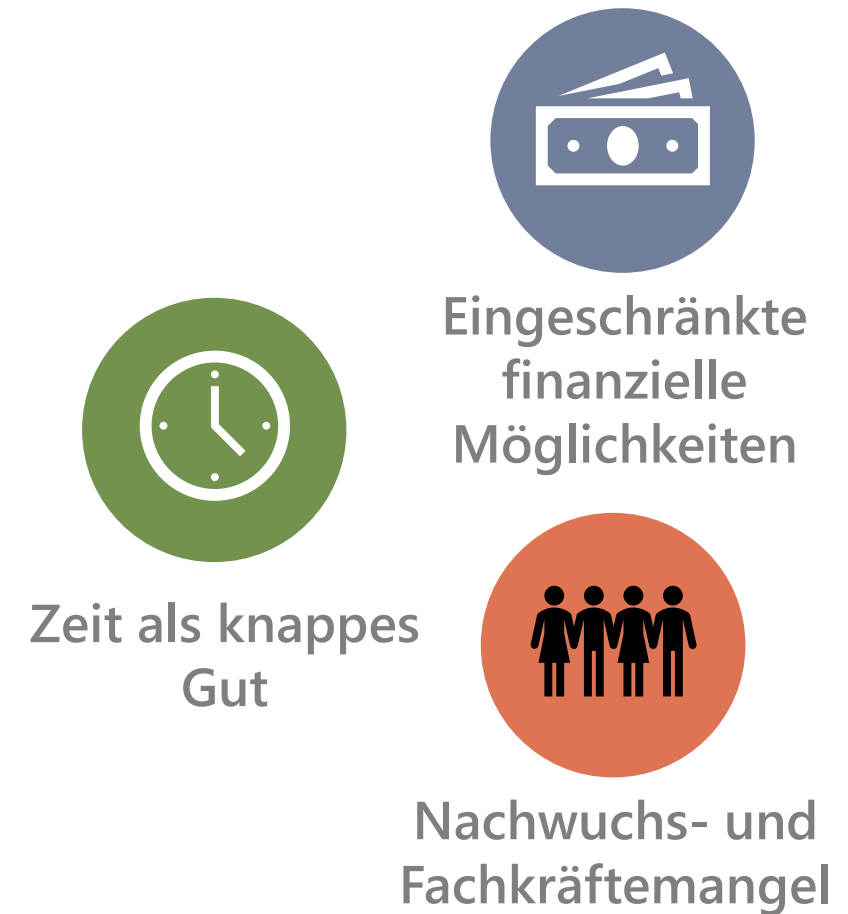 Eingeschränkte
finanzielle
Möglichkeiten
Zeit als knappes
Gut
Nachwuchs- und
Fachkräftemangel